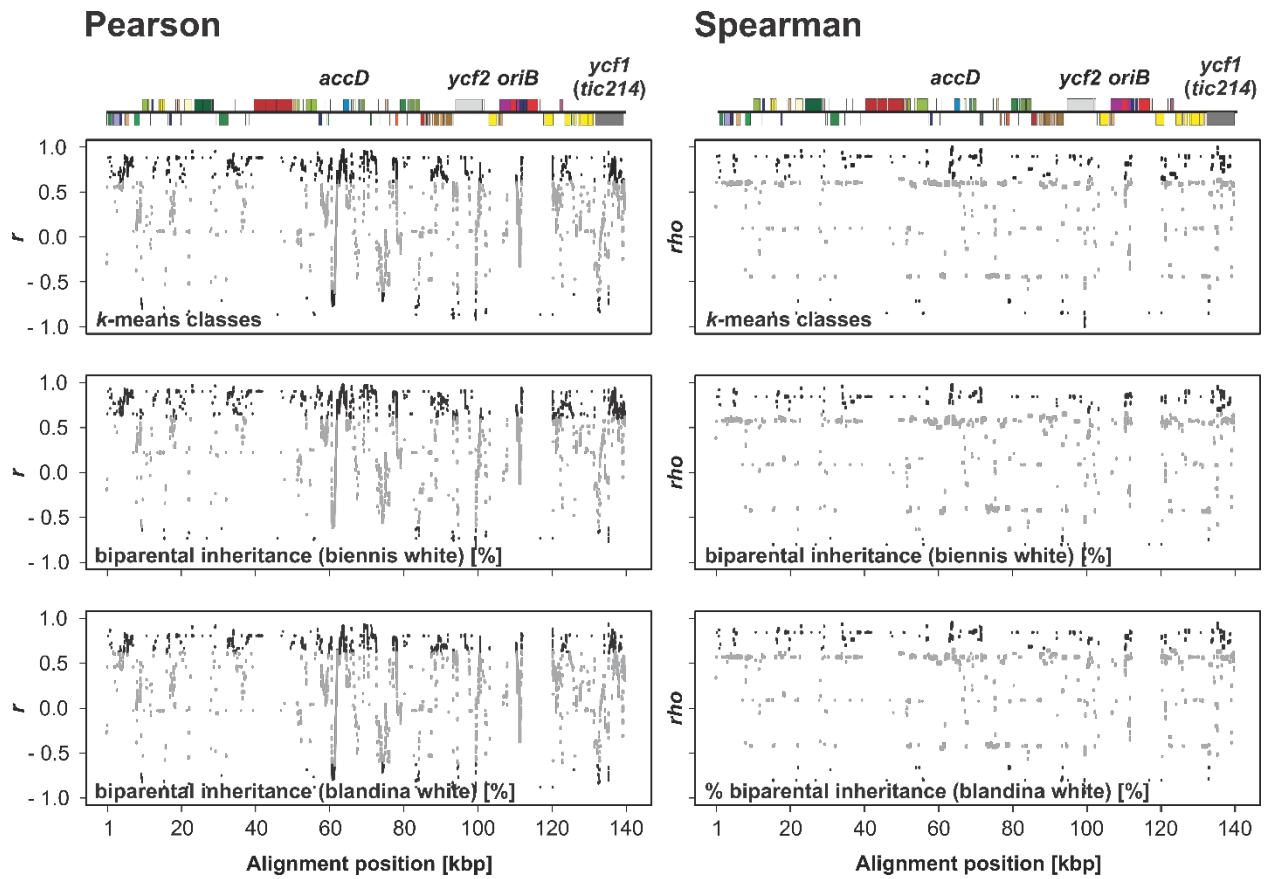 Pearson
accD
ycf2 oriB
ycf1
(tic214)
1.0
0.5
0.0
- 0.5
- 1.0
r
k-means classes
1.0
0.5
0.0
- 0.5
- 1.0
r
biparental inheritance (biennis white) [%]
1.0
0.5
0.0
- 0.5
- 1.0
r
biparental inheritance (blandina white) [%]
1 20 40 60 80 100 120 140
Alignment position [kbp]
Spearman
accD
ycf2 oriB
ycf1
(tic214)
rho
k-means classes
rho
biparental inheritance (biennis white) [%]
rho
% biparental inheritance (blandina white) [%]
1 20 40 60 80 100 120 140
Alignment position [kbp]